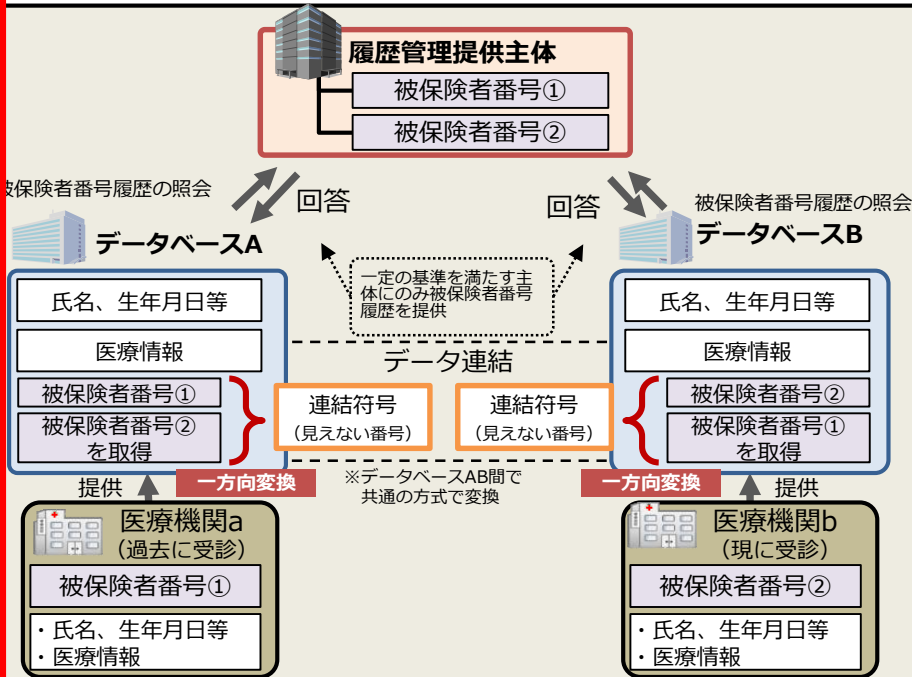 履歴管理提供主体
被保険者番号①
被保険者番号②
被保険者番号履歴の照会
回答
回答
被保険者番号履歴の照会
データベースA
データベースB
一定の基準を満たす主
体にのみ被保険者番号
履歴を提供
氏名、生年月日等
医療情報
被保険者番号①
被保険者番号②
を取得
データ連結
連結符号
(見えない番号)
連結符号
(見えない番号)
氏名、生年月日等
医療情報
被保険者番号②
被保険者番号①
を取得
提供
一方向変換
※データベースAB間で
共通の方式で変換
一方向変換
提供
医療機関a
(過去に受診)
被保険者番号①
・氏名、生年月日等
・医療情報
医療機関b
(現に受診)
被保険者番号②
・氏名、生年月日等
・医療情報